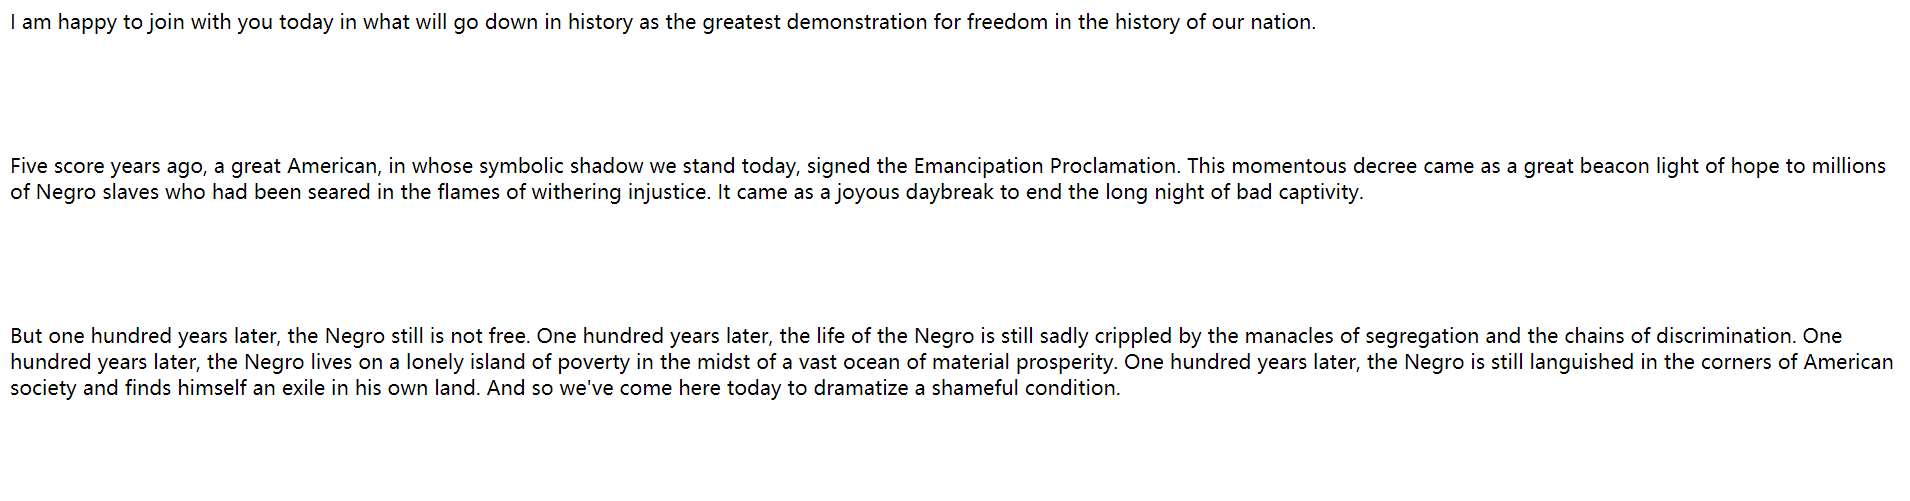 I am happy to join with you today in what will go down in history as the greatest demonstration for freedom in the history of our nation.
Five score years ago, a great American, in whose symbolic shadow we stand today, signed the Emancipation Proclamation. This momentous decree came as a great beacon light of hope to millions
of Negro slaves who had been seared in the flames of withering injustice. It came as a joyous daybreak to end the long night of bad captivity.
But one hundred years later, the Negro still is not free. One hundred years later, the life of the Negro is still sadly crippled by the manacles of segregation and the chains of discrimination. One
hundred years later, the Negro lives on a lonely island of poverty in the midst of a vast ocean of material prosperity. One hundred years later, the Negro is still languished in the corners of American
society and finds himself an exile in his own land. And so we've come here today to dramatize a shameful condition.